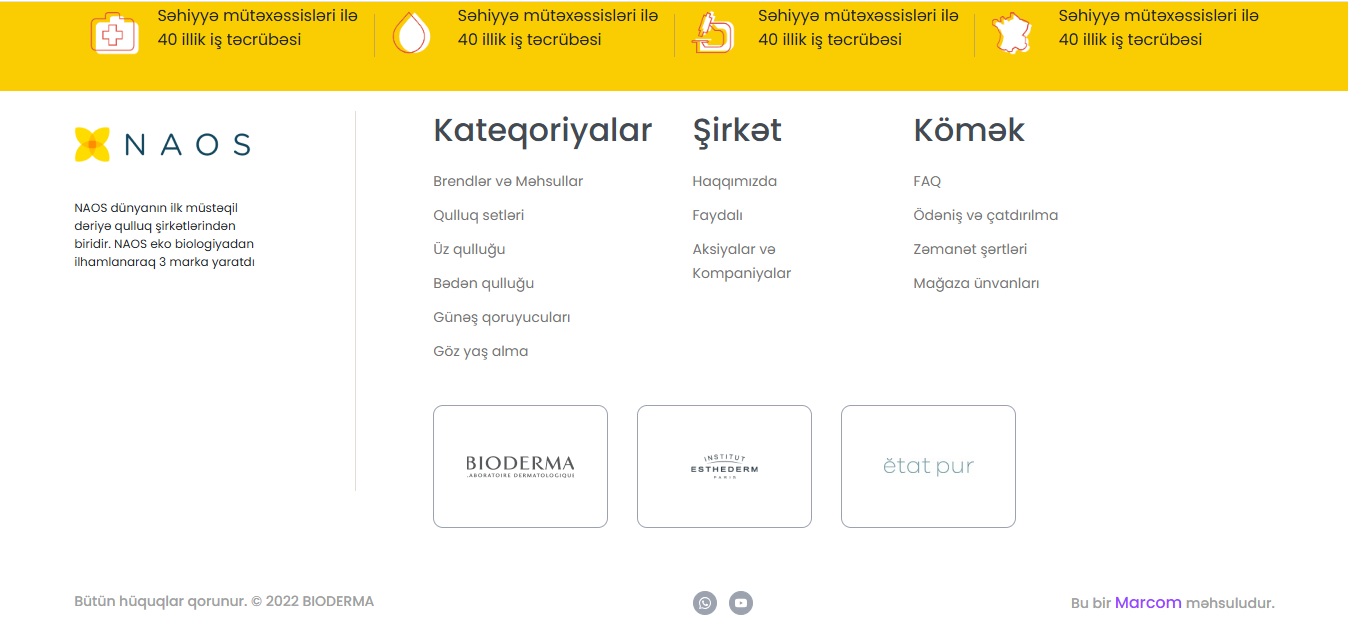 Səhiyyə mütəxəssisləri ilə
40 illik iş təcrübəsi
Səhiyyə mütəxəssisləri ilə
40 illik iş təcrübəsi
Səhiyyə mütəxəssisləri ilə
40 illik iş təcrübəsi
Səhiyyə mütəxəssisləri ilə
40 illik iş təcrübəsi
NAOS
NAOS dünyanın ilk müstəqil
dəriyə qulluq şirkətlərindən
biridir. NAOS eko biologiyadan
ilhamlanaraq 3 marka yaratdı
Kateqoriyalar
Brendlər və Məhsullar
Qulluq setləri
Üz qulluğu
Bədən qulluğu
Günəş qoruyucuları
Göz yaş alma
Şirkət
Haqqımızda
Faydalı
Aksiyalar və
Kompaniyalar
Kömək
FAQ
Ödəniş və çatdırılma
Zəmanət şərtləri
Mağaza ünvanları
BIODERMA
LABORATOIRE DERMATOLOGIQUE
INSTITUT
ESTHEDERM
PARIS
ĕtat pur
Bütün hüquqlar qorunur. © 2022 BIODERMA
Bu bir Marcom məhsuludur.